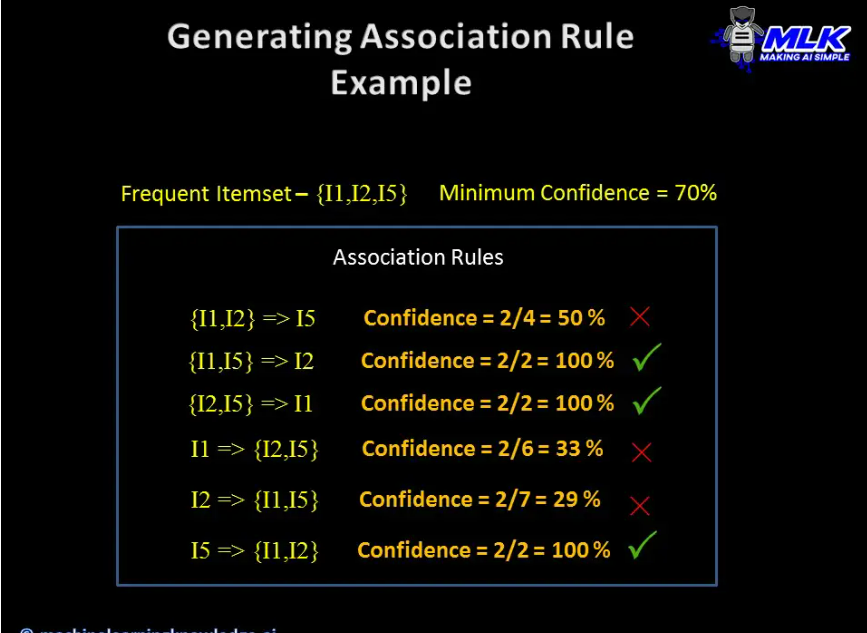 Generating Association Rule
Example
MLK
MAKING AI SIMPLE
Frequent Itemset – {I1,I2,I5} Minimum Confidence = 70%
Association Rules
{I1,I2} => I5 Confidence = 2/4 = 50 %
{I1,I5} => I2 Confidence = 2/2 = 100 %
{I2,I5} => I1 Confidence = 2/2 = 100 %
I1 => {I2,I5} Confidence = 2/6 = 33 %
I2 => {I1,I5} Confidence = 2/7 = 29 %
I5 => {I1,I2} Confidence = 2/2 = 100 %
© machinelearningknowledge.ai